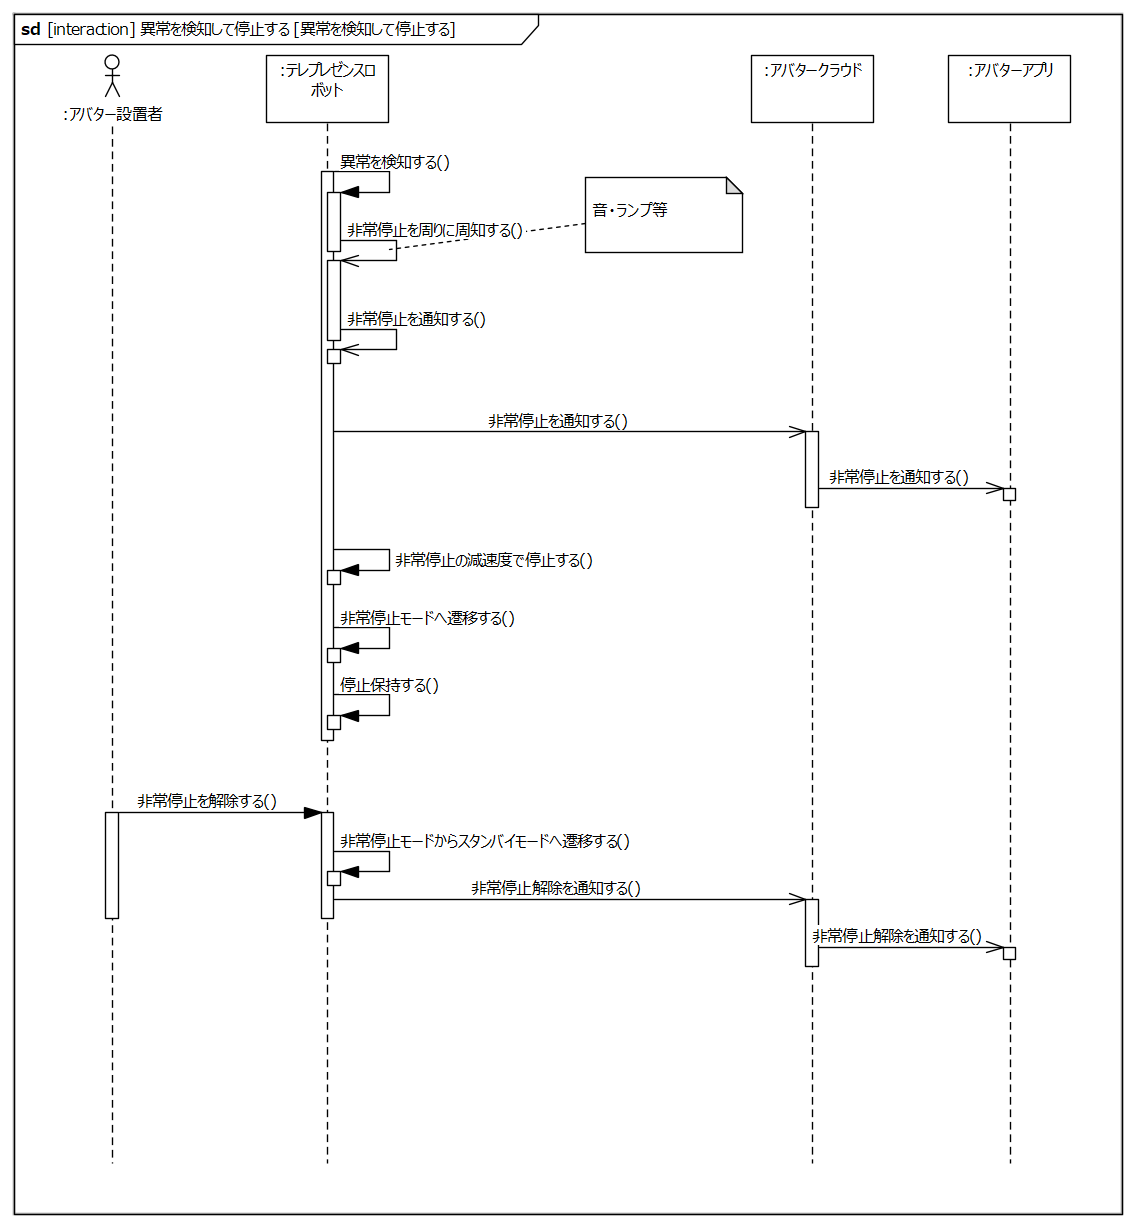 sd [interaction] 異常を検知して停止する [異常を検知して停止する]
:アバター設置者
:テレプレゼンスロ
ボット
:アバタークラウド
:アバターアプリ
異常を検知する()
音・ランプ等
非常停止を周りに周知する()
非常停止を通知する()
非常停止を通知する()
非常停止を通知する()
非常停止の減速度で停止する()
非常停止モードへ遷移する()
停止保持する()
非常停止を解除する()
非常停止モードからスタンバイモードへ遷移する()
非常停止解除を通知する()
非常停止解除を通知する()